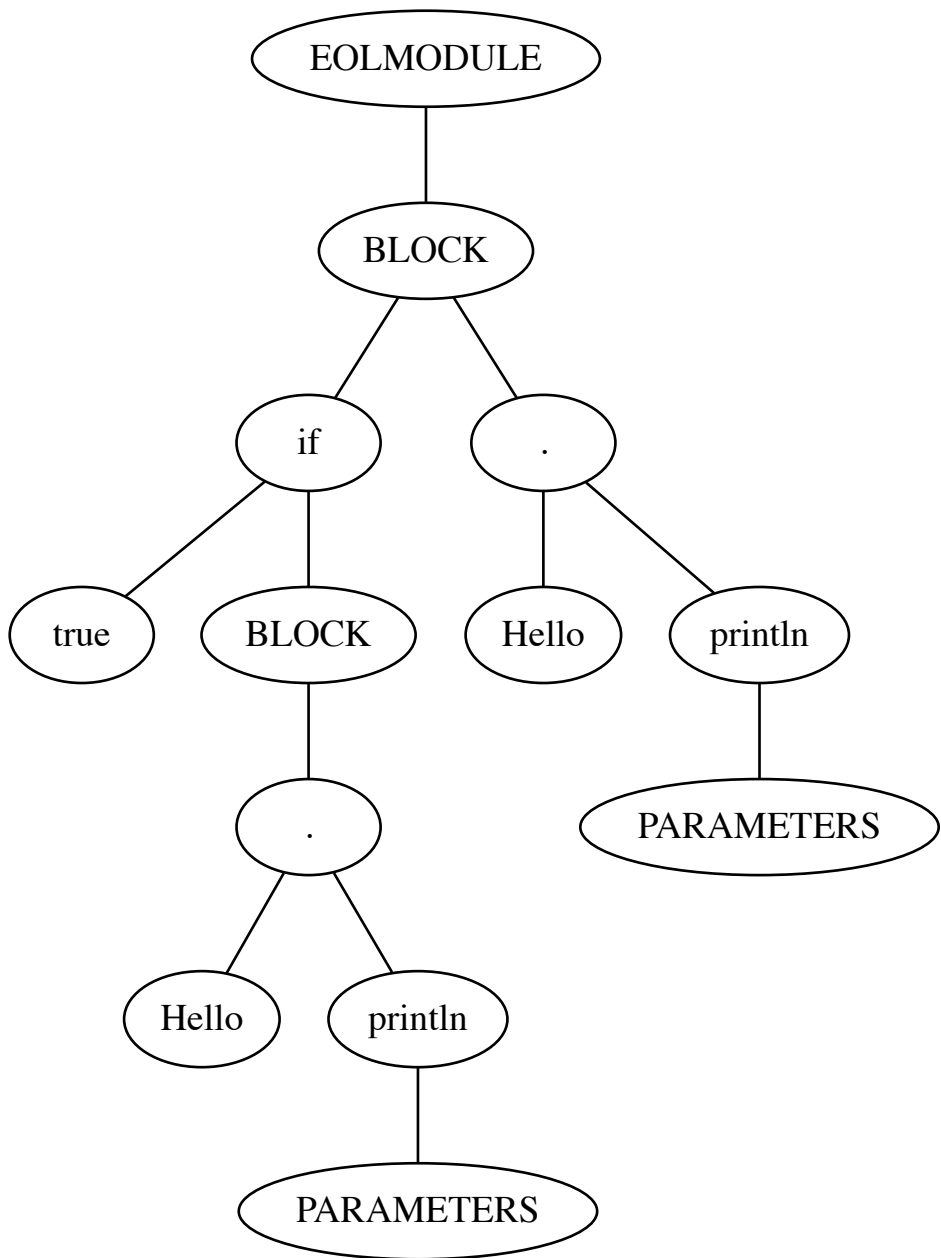 EOLMODULE
BLOCK
if
.
true
BLOCK
Hello
println
.
PARAMETERS
Hello
println
PARAMETERS